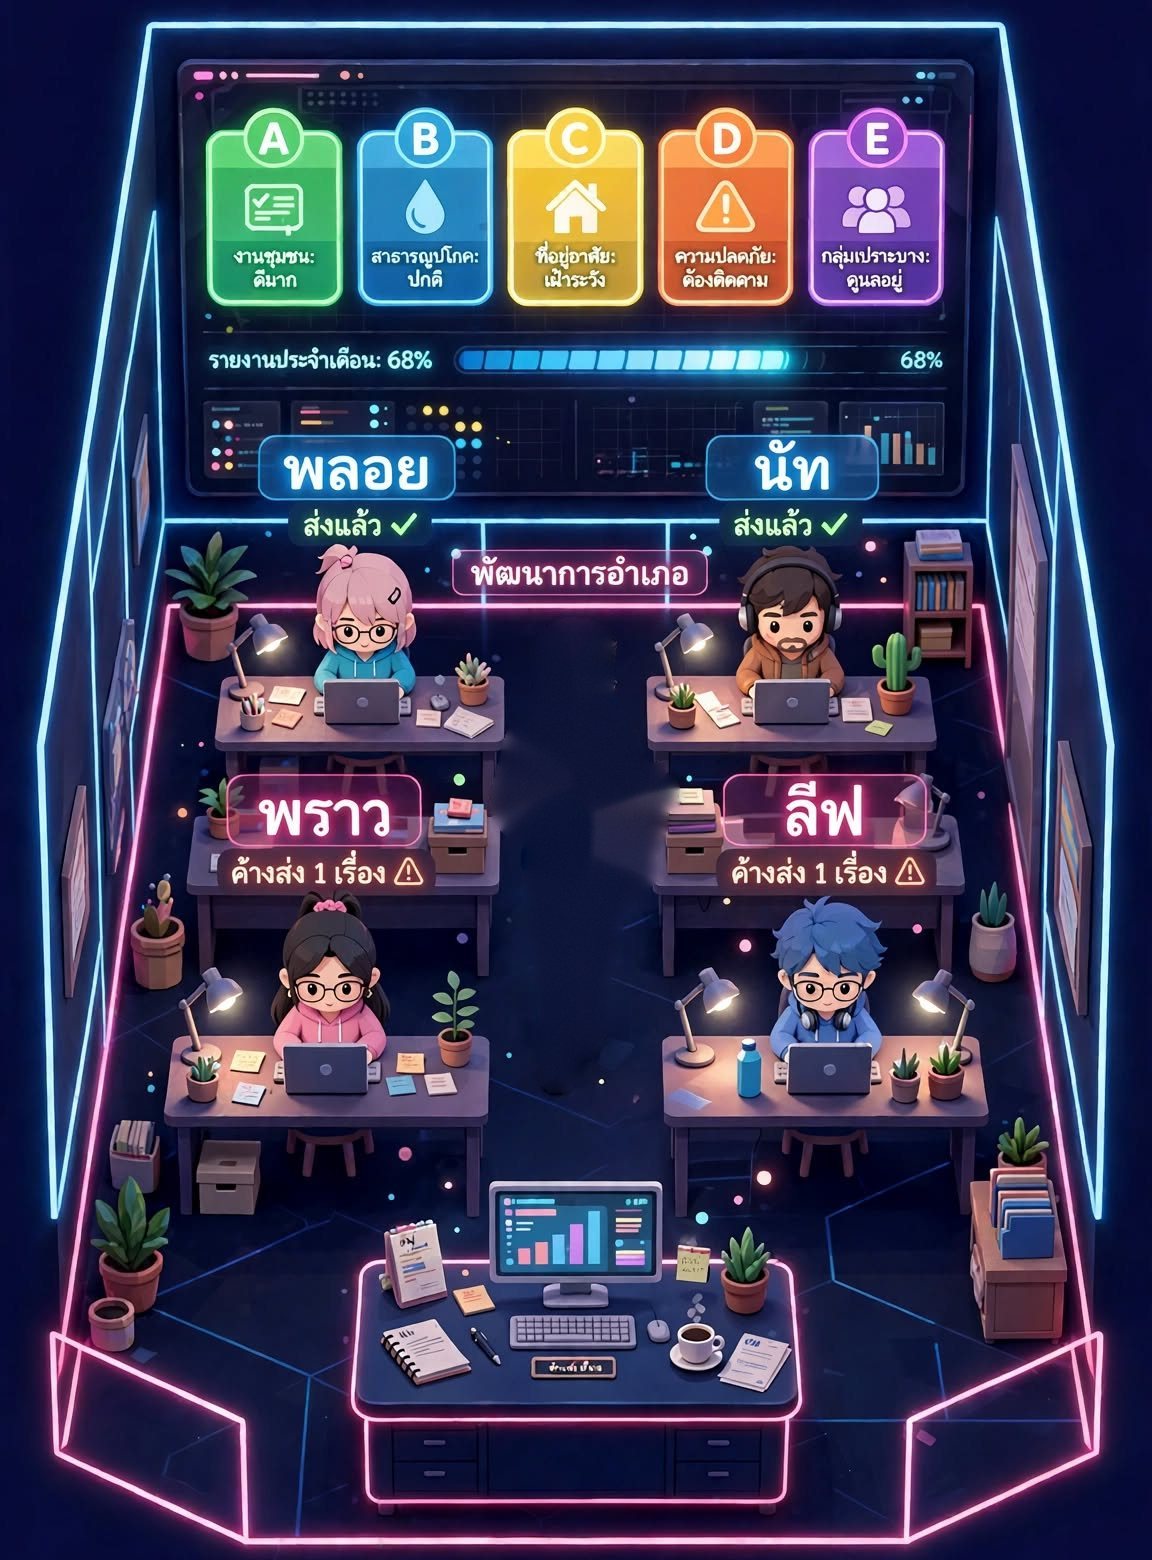 A
B
C
D
E
งานชุมชน:
ดีมาก
สาธารณูปโภค:
ปกติ
ที่อยู่อาศัย:
เฝ้าระวัง
ความปลอดภัย:
ต้องติดตาม
กลุ่มเปราะบาง:
ดูแลอยู่
รายงานประจำเดือน: 68%
68%
พลอย
ส่งแล้ว ✓
นัท
ส่งแล้ว ✓
พัฒนาการอำเภอ
พราว
ค้างส่ง 1 เรื่อง ⚠
ลีฟ
ค้างส่ง 1 เรื่อง ⚠